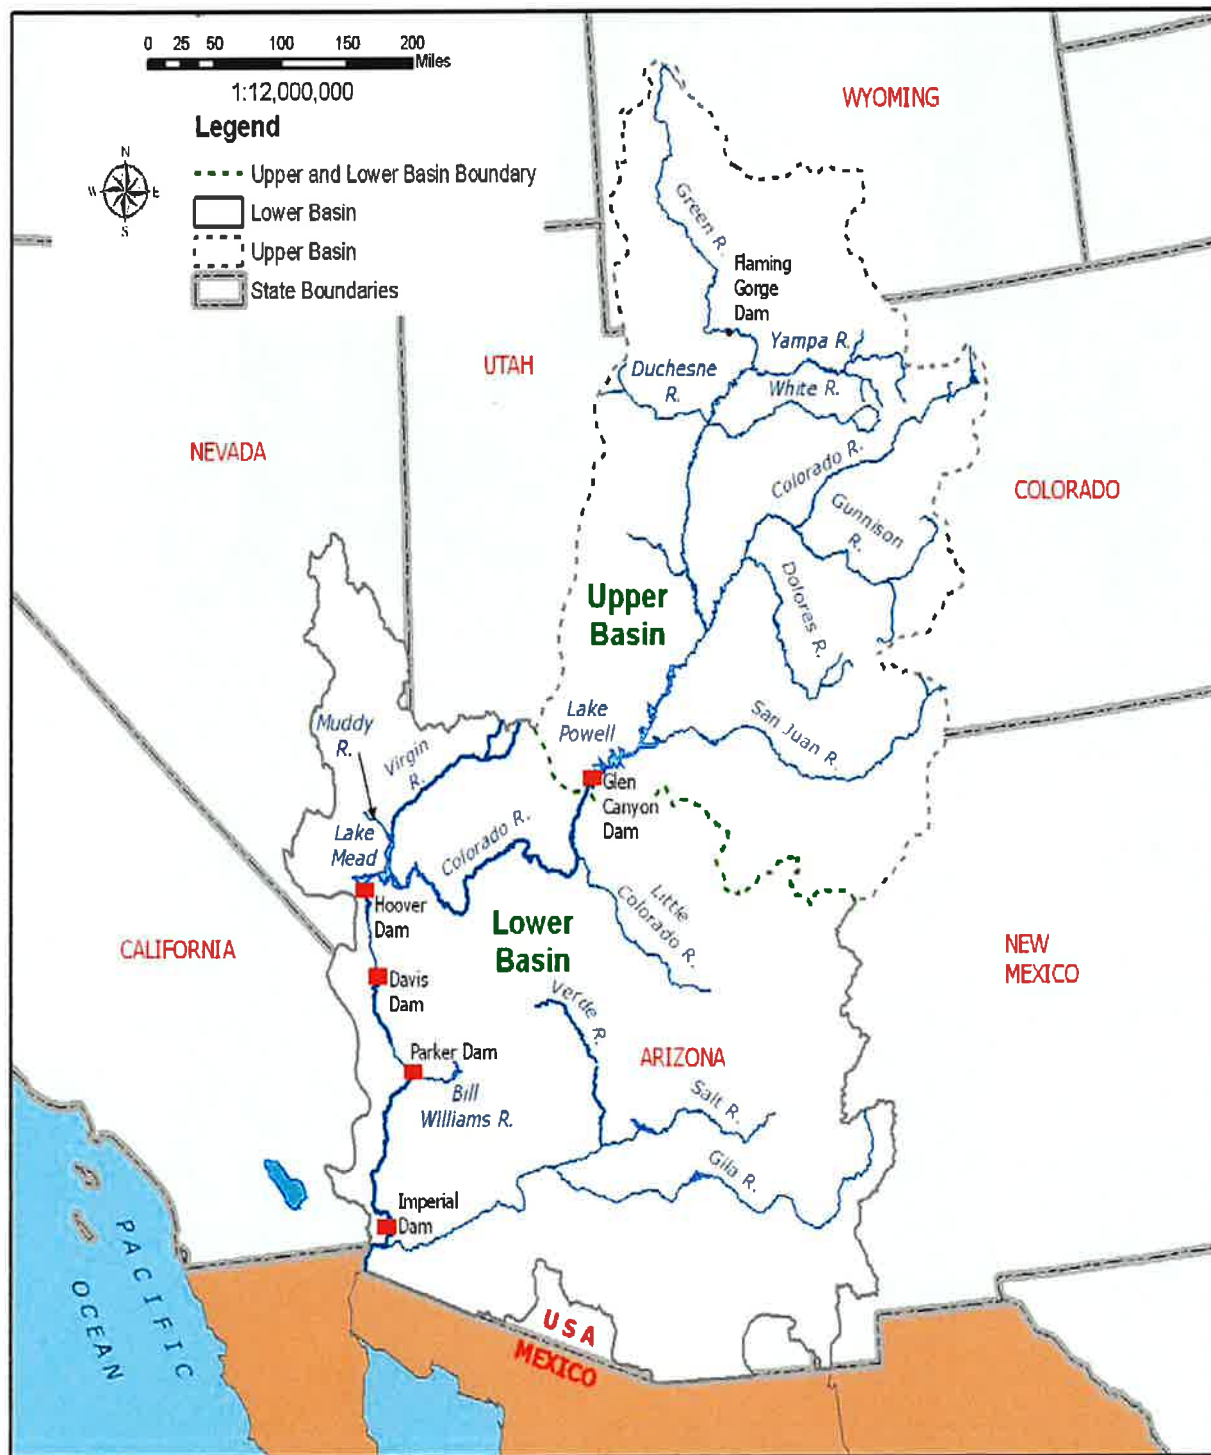 0 25 50 100 150 200
Miles
1:12,000,000
Legend
Upper and Lower Basin Boundary
Lower Basin
Upper Basin
State Boundaries
N
W E
S
WYOMING
Green R.
Flaming
Gorge
Dam
Yampa R.
UTAH
Duchesne
R.
White R.
NEVADA
Colorado R.
COLORADO
Gunnison
R.
Dolores R.
Upper
Basin
Lake
Powell
San Juan R.
Muddy
R.
Virgin
R.
Glen
Canyon
Dam
Lake
Mead
Colorado R.
Little
Colorado R.
Hoover
Dam
Lower
Basin
CALIFORNIA
NEW
MEXICO
Davis
Dam
Verde R.
Parker Dam
ARIZONA
Bill
Williams R.
Salt R.
Gila R.
Imperial
Dam
PACIFIC
OCEAN
USA
MEXICO